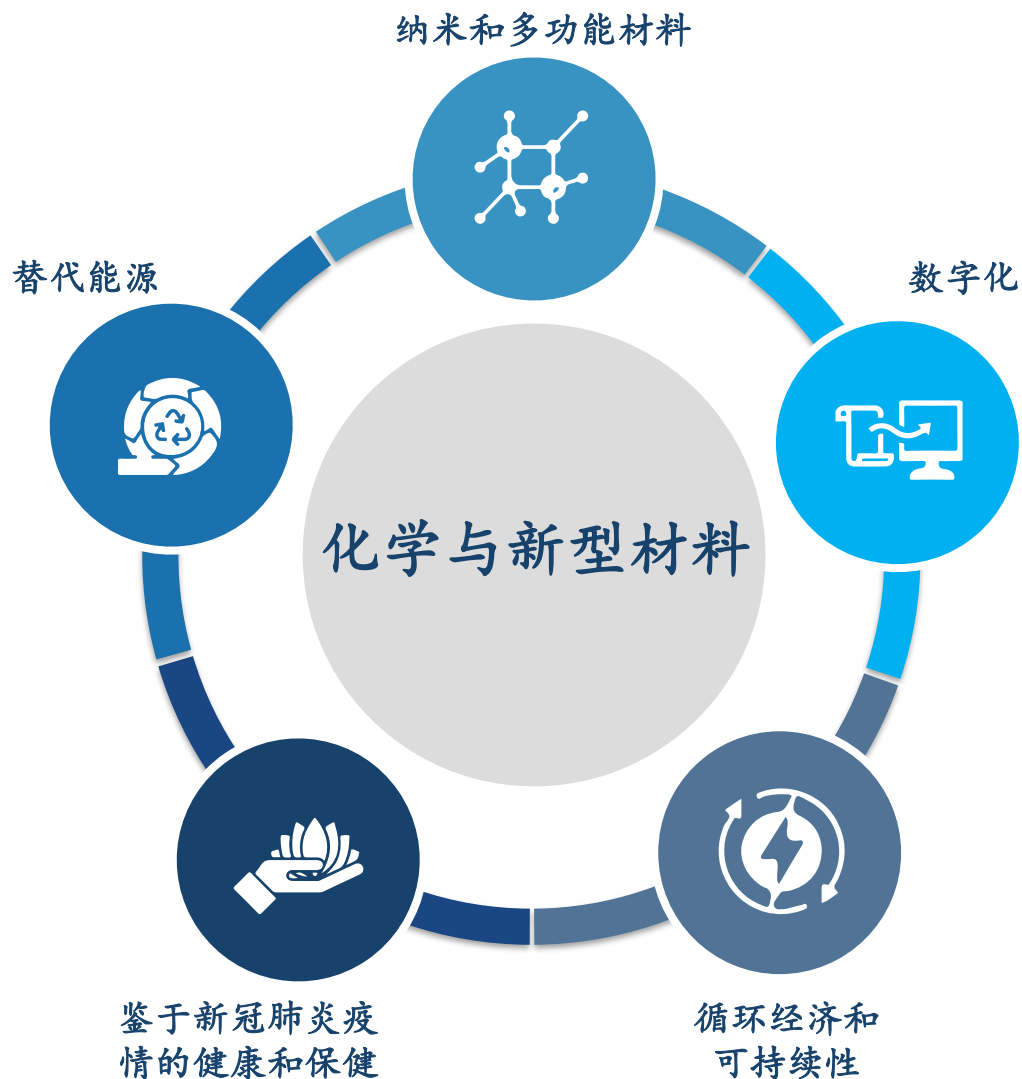 纳米和多功能材料
替代能源
数字化
化学与新型材料
鉴于新冠肺炎疫
情的健康和保健
循环经济和
可持续性